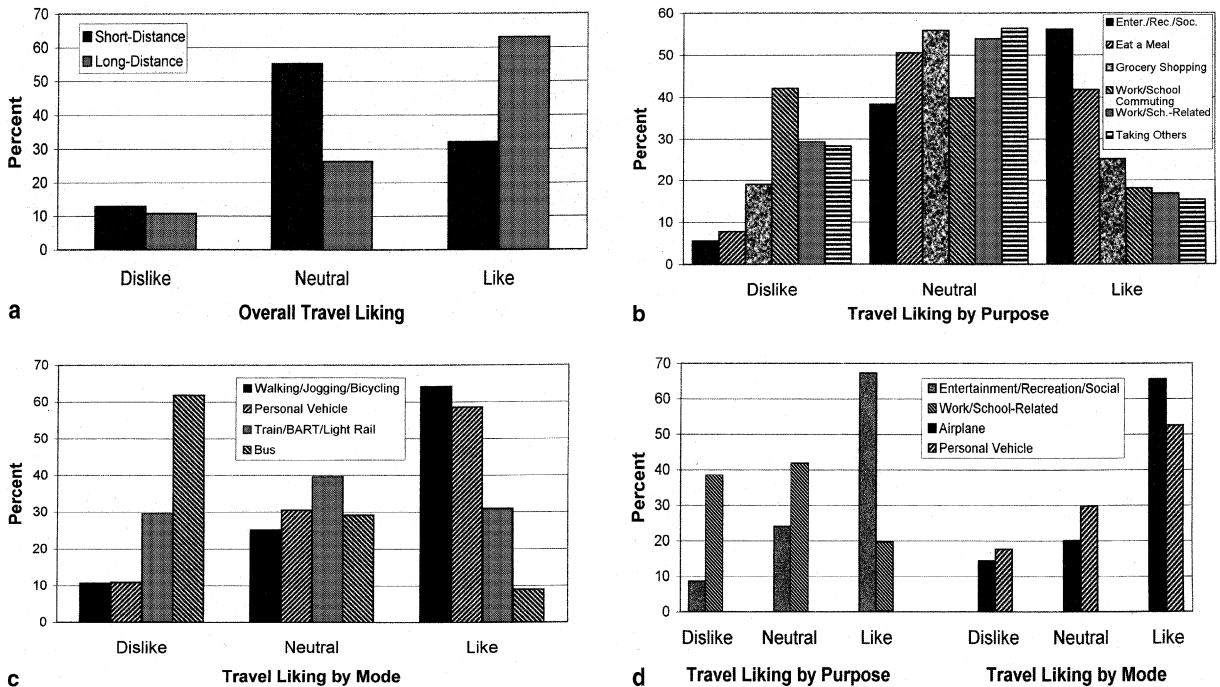 70
60
50
40
30
20
10
0
Percent
Short-Distance
Long-Distance
Dislike Neutral Like
a Overall Travel Liking
60
50
40
30
20
10
0
Percent
Enter./Rec./Soc.
Eat a Meal
Grocery Shopping
Work/School
Commuting
Work/Sch.-Related
Taking Others
Dislike Neutral Like
b Travel Liking by Purpose
70
60
50
40
30
20
10
0
Percent
Walking/Jogging/Bicycling
Personal Vehicle
Train/BART/Light Rail
Bus
Dislike Neutral Like
c Travel Liking by Mode
70
60
50
40
30
20
10
0
Percent
Entertainment/Recreation/Social
Work/School-Related
Airplane
Personal Vehicle
Dislike Neutral Like Dislike Neutral Like
d Travel Liking by Purpose Travel Liking by Mode